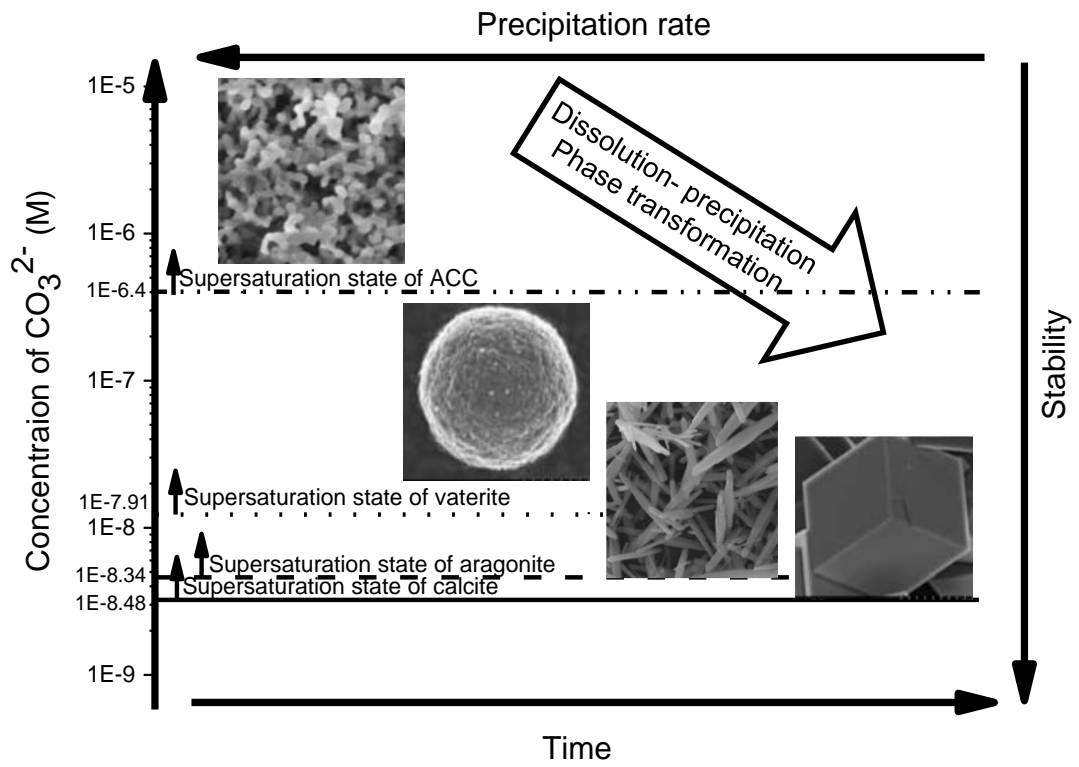 Precipitation rate
1E-5
Dissolution- precipitation
Phase transformation
1E-6
Supersaturation state of ACC
1E-6.4
Concentraion of CO3 2- (M)
1E-7
Stability
Supersaturation state of vaterite
1E-7.91
1E-8
Supersaturation state of aragonite
1E-8.34
Supersaturation state of calcite
1E-8.48
1E-9
Time